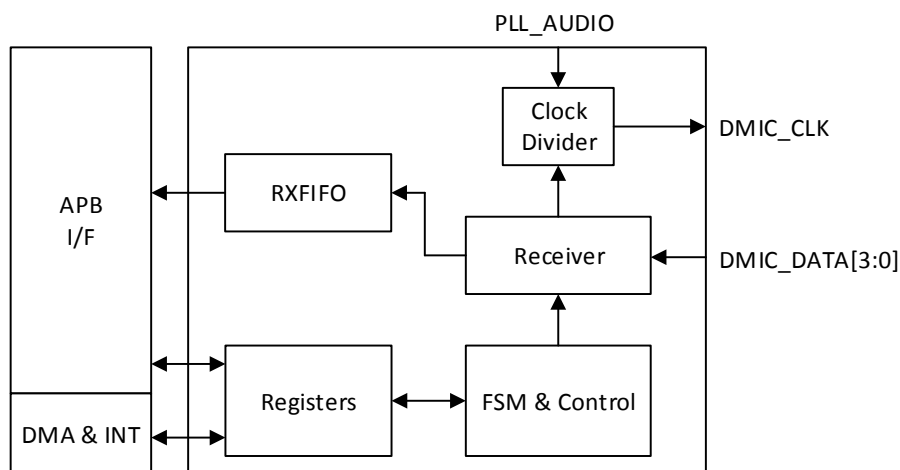 PLL_AUDIO
Clock
Divider
DMIC_CLK
RXFIFO
APB
I/F
Receiver
DMIC_DATA[3:0]
Registers
FSM & Control
DMA & INT